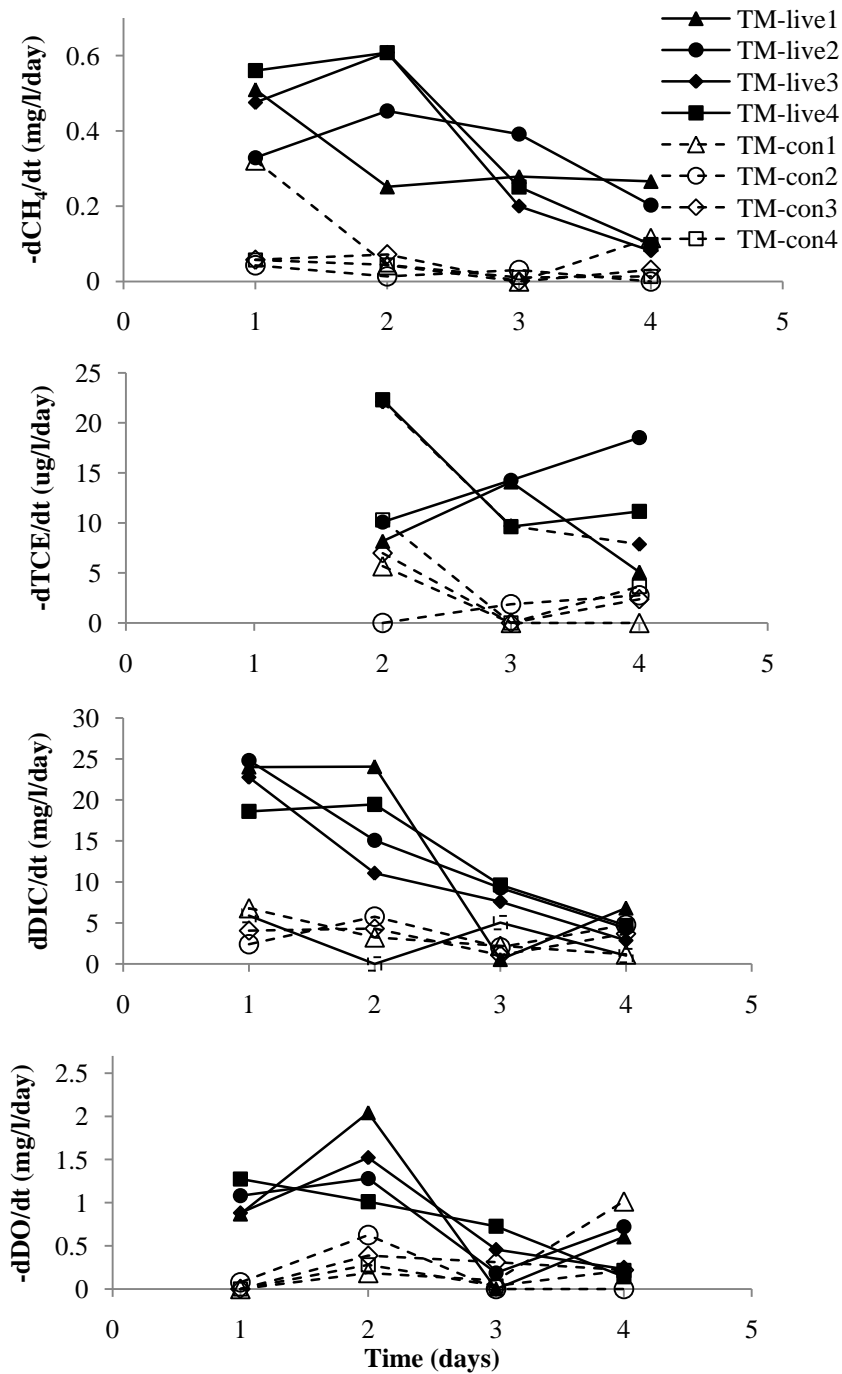 TM-live1
TM-live2
TM-live3
TM-live4
TM-con1
TM-con2
TM-con3
TM-con4
-dCH₄/dt (mg/l/day)
0.6
0.4
0.2
0
0 1 2 3 4 5
-dTCE/dt (ug/l/day)
25
20
15
10
5
0
0 1 2 3 4 5
dDIC/dt (mg/l/day)
30
25
20
15
10
5
0
0 1 2 3 4 5
-dDO/dt (mg/l/day)
2.5
2
1.5
1
0.5
0
0 1 2 3 4 5
Time (days)